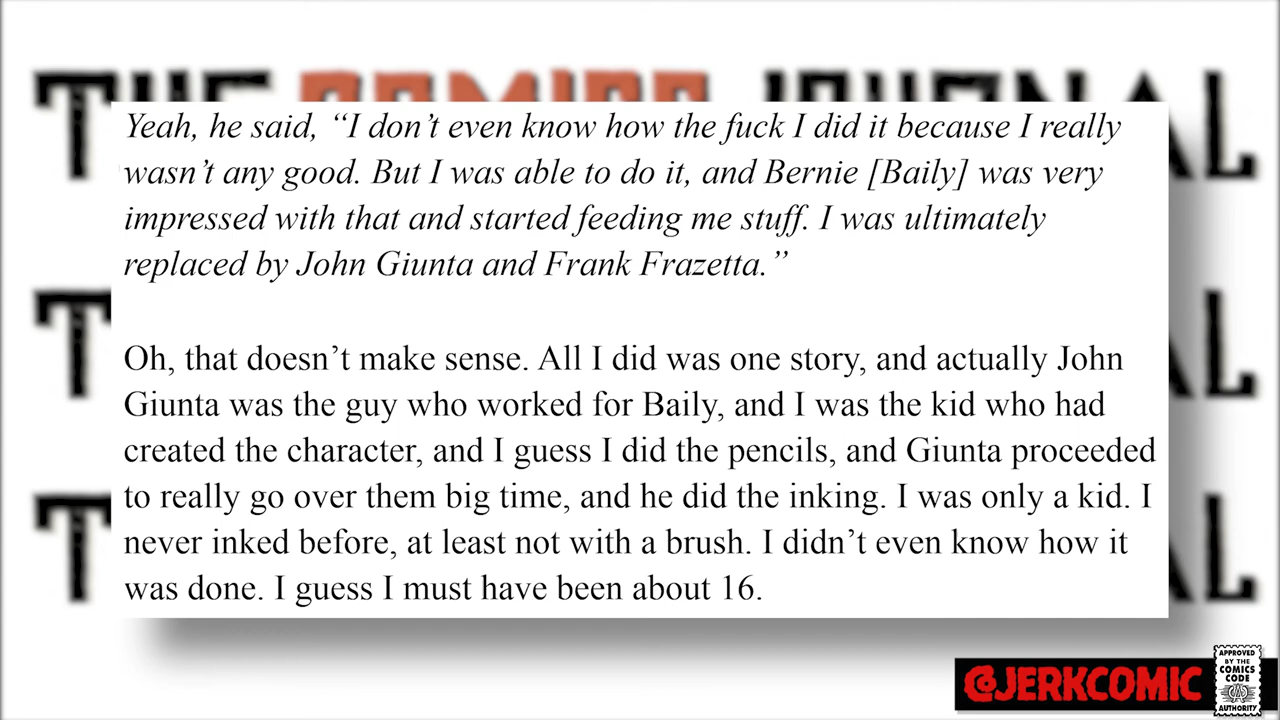 THE COMICS JOURNAL
Yeah, he said, “I don’t even know how the fuck I did it because I really
wasn’t any good. But I was able to do it, and Bernie [Baily] was very
impressed with that and started feeding me stuff. I was ultimately
replaced by John Giunta and Frank Frazetta.”
Oh, that doesn’t make sense. All I did was one story, and actually John
Giunta was the guy who worked for Baily, and I was the kid who had
created the character, and I guess I did the pencils, and Giunta proceeded
to really go over them big time, and he did the inking. I was only a kid. I
never inked before, at least not with a brush. I didn’t even know how it
was done. I guess I must have been about 16.
@JERKCOMIC
APPROVED
BY THE
COMICS
CODE
AUTHORITY